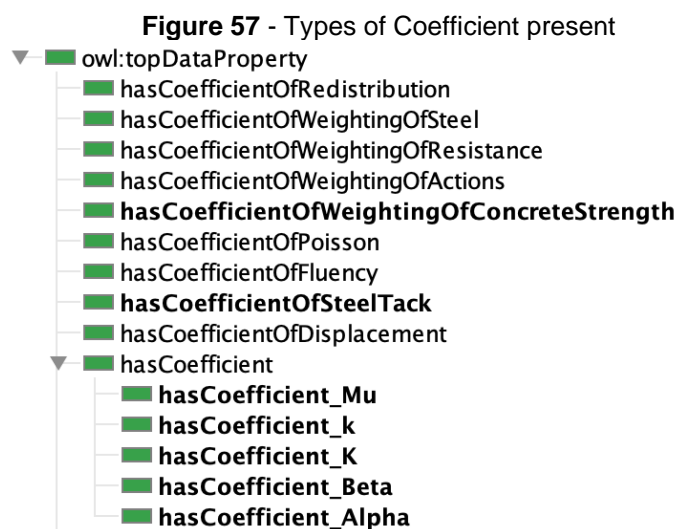 Figure 57 - Types of Coefficient present
owl:topDataProperty
hasCoefficientOfRedistribution
hasCoefficientOfWeightingOfSteel
hasCoefficientOfWeightingOfResistance
hasCoefficientOfWeightingOfActions
hasCoefficientOfWeightingOfConcreteStrength
hasCoefficientOfPoisson
hasCoefficientOfFluency
hasCoefficientOfSteelTack
hasCoefficientOfDisplacement
hasCoefficient
hasCoefficient_Mu
hasCoefficient_k
hasCoefficient_K
hasCoefficient_Beta
hasCoefficient_Alpha